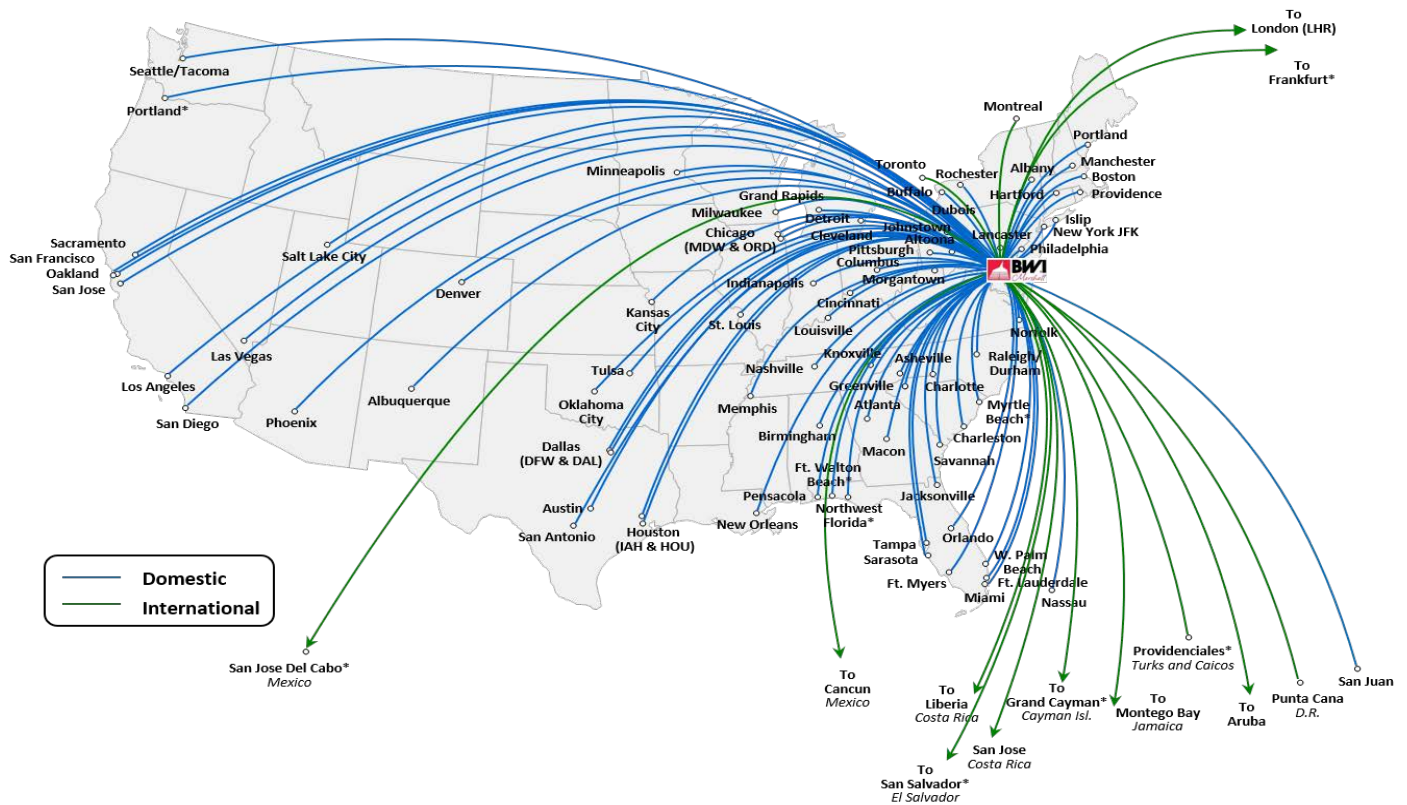 To
London (LHR)
To
Frankfurt*
Seattle/Tacoma
Portland*
Montreal
Portland
Minneapolis
Toronto
Rochester
Albany
Manchester
Boston
Buffalo
Hartford
Providence
Grand Rapids
Milwaukee
Detroit
Dubois
Islip
New York JFK
Chicago
(MDW & ORD)
Cleveland
Johnstown
Altoona
Lancaster
Philadelphia
Sacramento
San Francisco
Oakland
San Jose
Salt Lake City
Pittsburgh
Columbus
BWI
Marshall
Denver
Indianapolis
Morgantown
Cincinnati
Kansas
City
St. Louis
Louisville
Norfolk
Las Vegas
Los Angeles
San Diego
Phoenix
Albuquerque
Tulsa
Oklahoma
City
Nashville
Knoxville
Asheville
Raleigh/
Durham
Greenville
Charlotte
Memphis
Atlanta
Myrtle
Beach*
Birmingham
Charleston
Macon
Savannah
Dallas
(DFW & DAL)
Ft. Walton
Beach*
Pensacola
Northwest
Florida*
Jacksonville
Austin
San Antonio
Houston
(IAH & HOU)
New Orleans
Orlando
Tampa
Sarasota
W. Palm
Beach
Ft. Myers
Ft. Lauderdale
Miami
Nassau
Domestic
International
San Jose Del Cabo*
Mexico
To
Cancun
Mexico
To
Liberia
Costa Rica
To
Grand Cayman*
Cayman Isl.
To
Montego Bay
Jamaica
Providenciales*
Turks and Caicos
To
Aruba
Punta Cana
D.R.
San Juan
San Jose
Costa Rica
To
San Salvador*
El Salvador